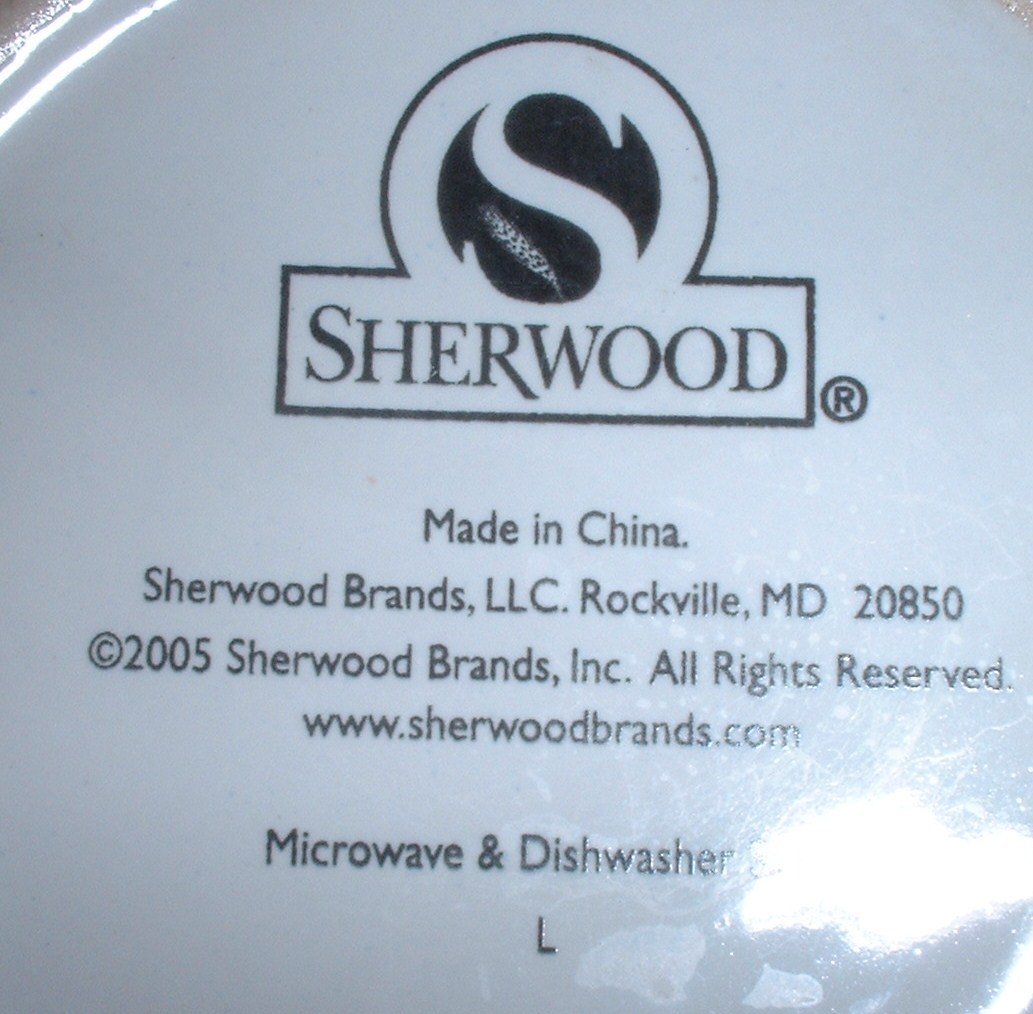 S
SHERWOOD®
Made in China.
Sherwood Brands, LLC. Rockville, MD 20850
©2005 Sherwood Brands, Inc. All Rights Reserved.
www.sherwoodbrands.com
Microwave & Dishwasher
L